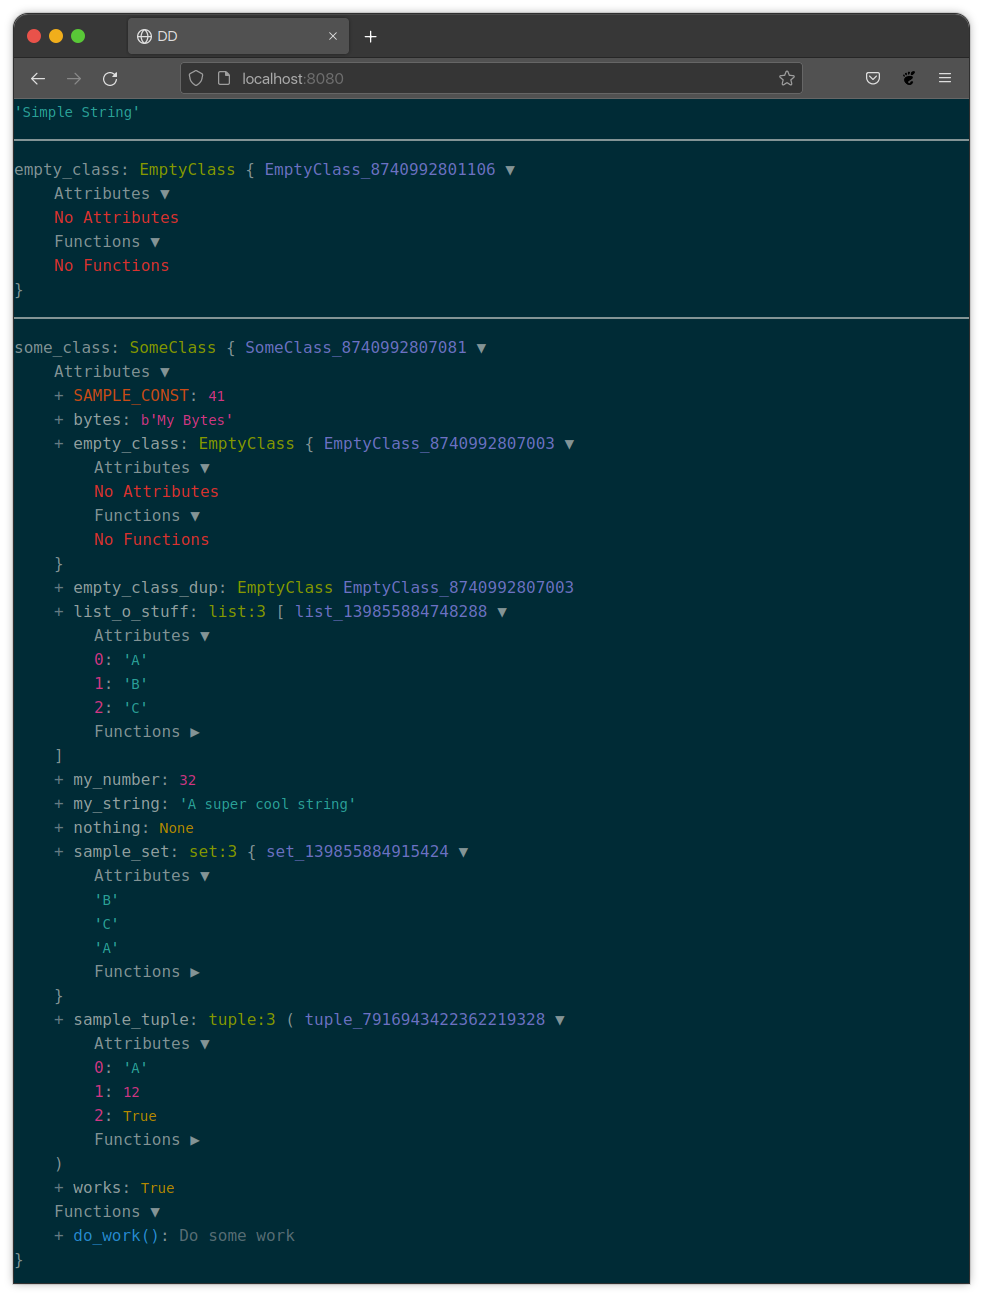 DD
localhost:8080
'Simple String'
empty_class: EmptyClass { EmptyClass_8740992801106 ▼
Attributes ▼
No Attributes
Functions ▼
No Functions
}
some_class: SomeClass { SomeClass_8740992807081 ▼
Attributes ▼
+ SAMPLE_CONST: 41
+ bytes: b'My Bytes'
+ empty_class: EmptyClass { EmptyClass_8740992807003 ▼
Attributes ▼
No Attributes
Functions ▼
No Functions
}
+ empty_class_dup: EmptyClass EmptyClass_8740992807003
+ list_o_stuff: list:3 [ list_139855884748288 ▼
Attributes ▼
0: 'A'
1: 'B'
2: 'C'
Functions ▶
]
+ my_number: 32
+ my_string: 'A super cool string'
+ nothing: None
+ sample_set: set:3 { set_139855884915424 ▼
Attributes ▼
'B'
'C'
'A'
Functions ▶
}
+ sample_tuple: tuple:3 ( tuple_7916943422362219328 ▼
Attributes ▼
0: 'A'
1: 12
2: True
Functions ▶
)
+ works: True
Functions ▼
+ do_work(): Do some work
}